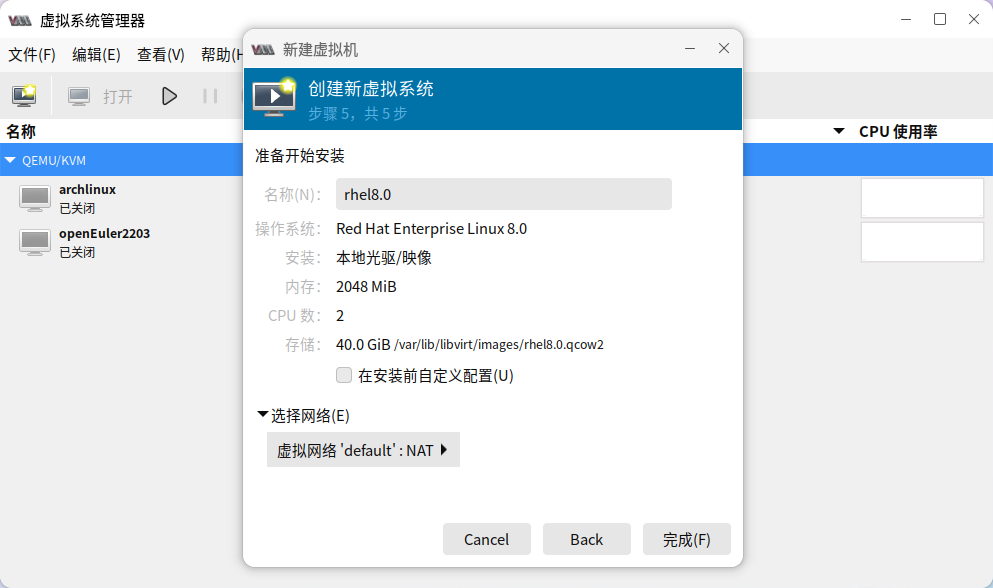 虚拟系统管理器
文件(F) 编辑(E) 查看(V) 帮助(H
打开
名称
CPU 使用率
QEMU/KVM
archlinux
已关闭
openEuler2203
已关闭
新建虚拟机
创建新虚拟系统
步骤 5，共 5 步
准备开始安装
名称(N)： rhel8.0
操作系统： Red Hat Enterprise Linux 8.0
安装： 本地光驱/映像
内存： 2048 MiB
CPU 数： 2
存储： 40.0 GiB /var/lib/libvirt/images/rhel8.0.qcow2
在安装前自定义配置(U)
选择网络(E)
虚拟网络 'default' : NAT
Cancel Back 完成(F)